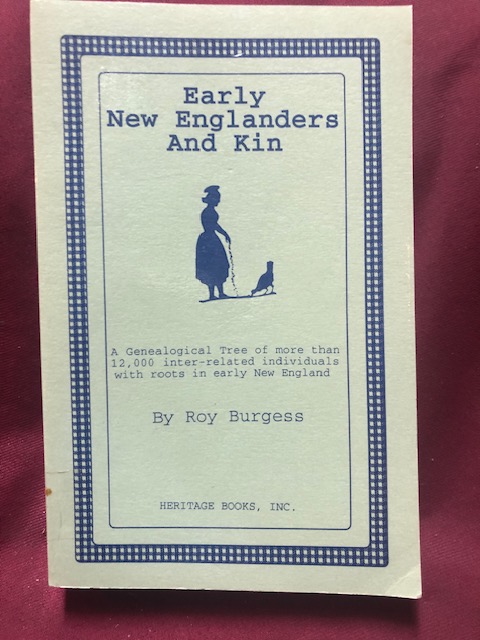 Early
New Englanders
And Kin
A Genealogical Tree of more than
12,000 inter-related individuals
with roots in early New England
By Roy Burgess
HERITAGE BOOKS, INC.